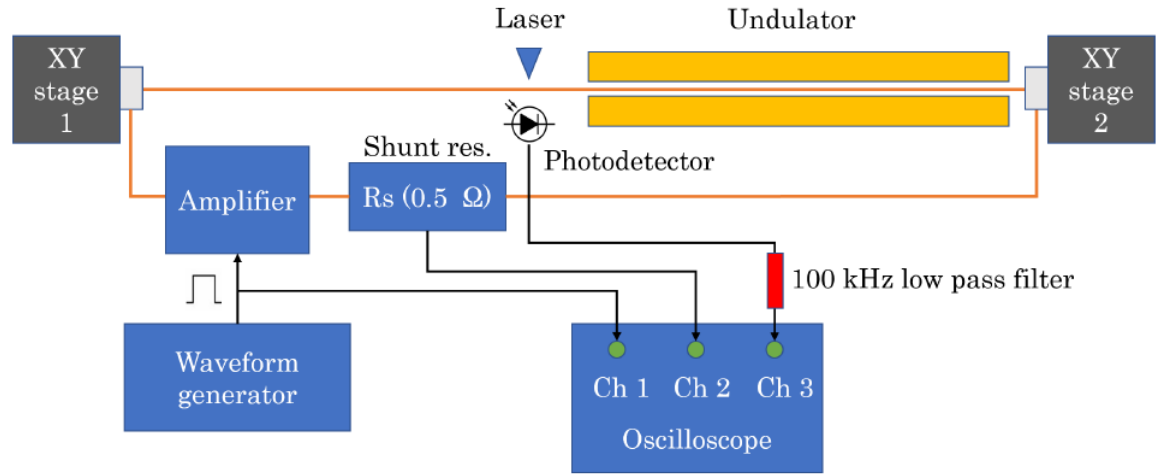 Laser
Undulator
XY
stage
1
XY
stage
2
Shunt res.
Photodetector
Amplifier
Rs (0.5 Ω)
100 kHz low pass filter
Waveform
generator
Ch 1
Ch 2
Ch 3
Oscilloscope